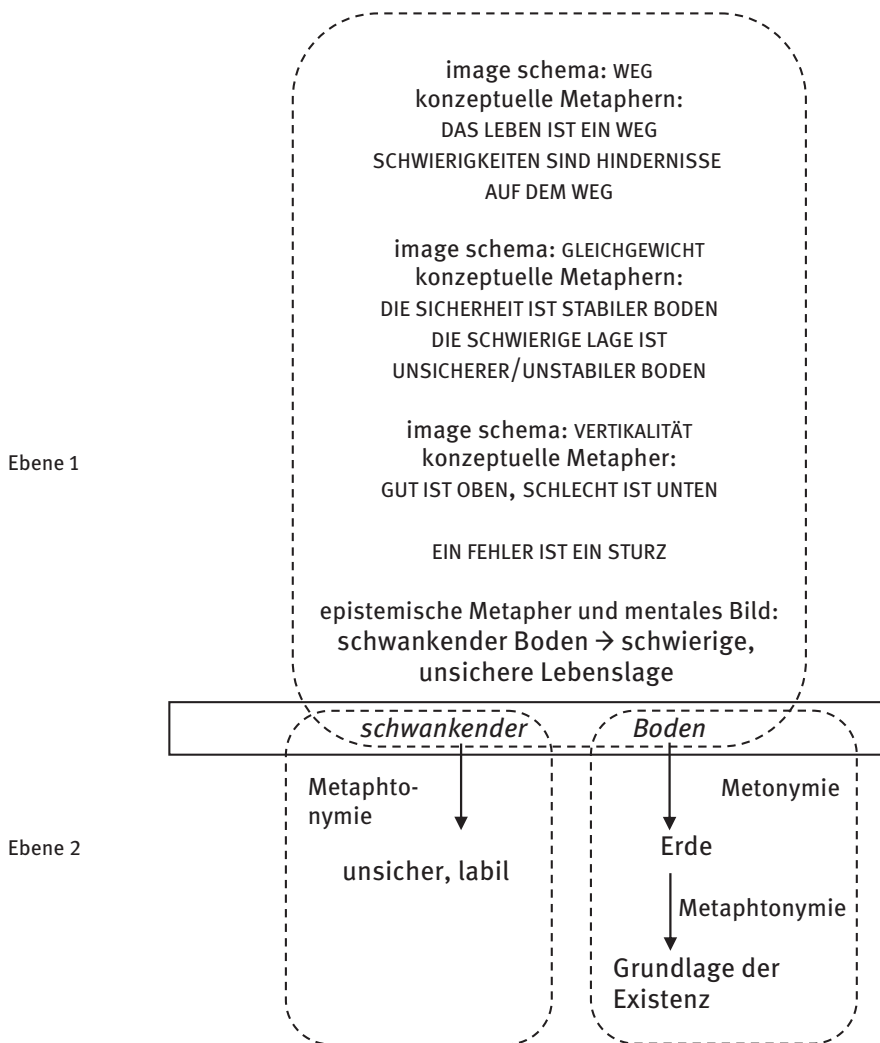 image schema: WEG
konzeptuelle Metaphern:
DAS LEBEN IST EIN WEG
SCHWIERIGKEITEN SIND HINDERNISSE
AUF DEM WEG
image schema: GLEICHGEWICHT
konzeptuelle Metaphern:
DIE SICHERHEIT IST STABILER BODEN
DIE SCHWIERIGE LAGE IST
UNSICHERER/UNSTABILER BODEN
image schema: VERTIKALITÄT
konzeptuelle Metapher:
GUT IST OBEN, SCHLECHT IST UNTEN
Ebene 1
EIN FEHLER IST EIN STURZ
epistemische Metapher und mentales Bild:
schwankender Boden → schwierige,
unsichere Lebenslage
schwankender Boden
Metaphto-
nymie
Metonymie
Ebene 2
Erde
unsicher, labil
Metaphtonymie
Grundlage der
Existenz